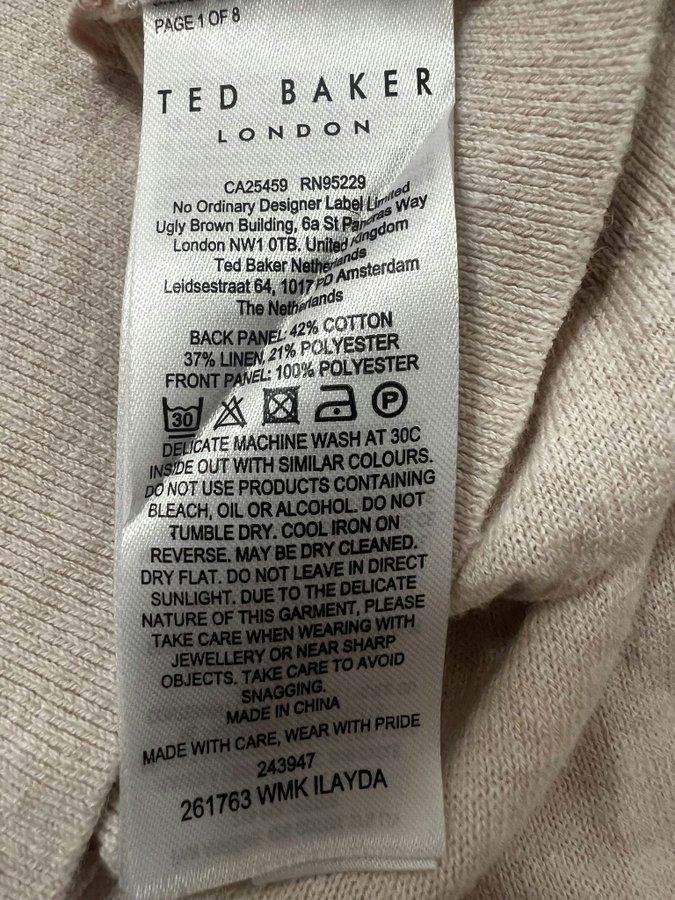 PAGE 1 OF 8
TED BAKER
LONDON
CA25459 RN95229
No Ordinary Designer Label Limited
Ugly Brown Building, 6a St Pancras Way
London NW1 0TB. United Kingdom
Ted Baker Netherlands
Leidsestraat 64, 1017 PD Amsterdam
The Netherlands
BACK PANEL: 42% COTTON
37% LINEN, 21% POLYESTER
FRONT PANEL: 100% POLYESTER
30 P
DELICATE MACHINE WASH AT 30C
INSIDE OUT WITH SIMILAR COLOURS.
DO NOT USE PRODUCTS CONTAINING
BLEACH, OIL OR ALCOHOL. DO NOT
TUMBLE DRY. COOL IRON ON
REVERSE. MAY BE DRY CLEANED.
DRY FLAT. DO NOT LEAVE IN DIRECT
SUNLIGHT. DUE TO THE DELICATE
NATURE OF THIS GARMENT, PLEASE
TAKE CARE WHEN WEARING WITH
JEWELLERY OR NEAR SHARP
OBJECTS. TAKE CARE TO AVOID
SNAGGING.
MADE IN CHINA
MADE WITH CARE, WEAR WITH PRIDE
243947
261763 WMK ILAYDA